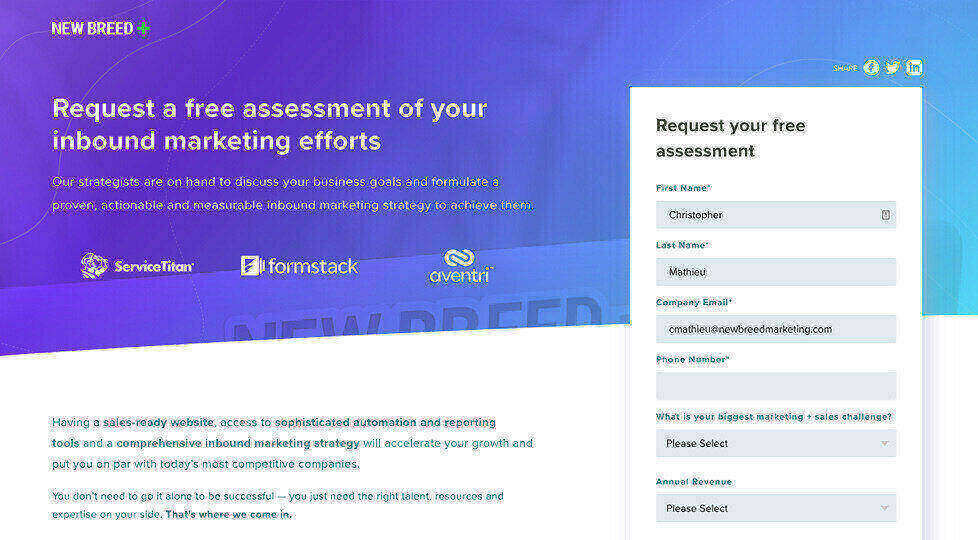 NEW BREED
SHARE
Request a free assessment of your
inbound marketing efforts
Our strategists are on hand to discuss your business goals and formulate a
proven, actionable and measurable inbound marketing strategy to achieve them.
ServiceTitan
formstack
aventri
NEW BREED
Having a sales-ready website, access to sophisticated automation and reporting
tools and a comprehensive inbound marketing strategy will accelerate your growth and
put you on par with today's most competitive companies.
You don't need to go it alone to be successful — you just need the right talent, resources and
expertise on your side. That's where we come in.
Request your free
assessment
First Name*
Christopher
Last Name*
Mathieu
Company Email*
cmathieu@newbreedmarketing.com
Phone Number*
What is your biggest marketing + sales challenge?
Please Select
Annual Revenue
Please Select